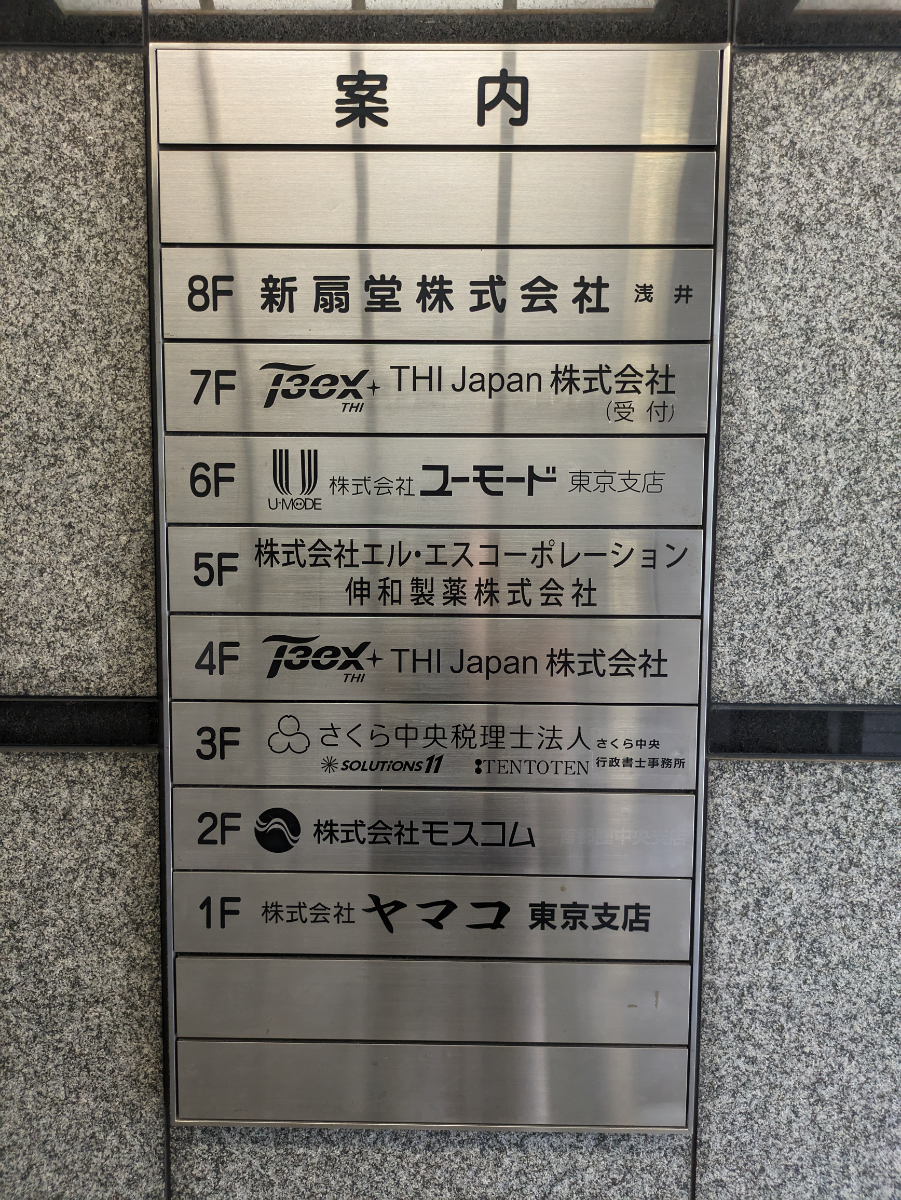 案内
8F 新扇堂株式会社 浅井
7F THI THI Japan 株式会社
(受付)
6F U·MODE 株式会社ユーモード 東京支店
5F 株式会社エル・エスコーポレーション
伸和製薬株式会社
4F THI THI Japan 株式会社
3F さくら中央税理士法人 さくら中央
SOLUTIONS 11 TENTOTEN 行政書士事務所
2F 株式会社モスコム
1F 株式会社ヤマコ 東京支店